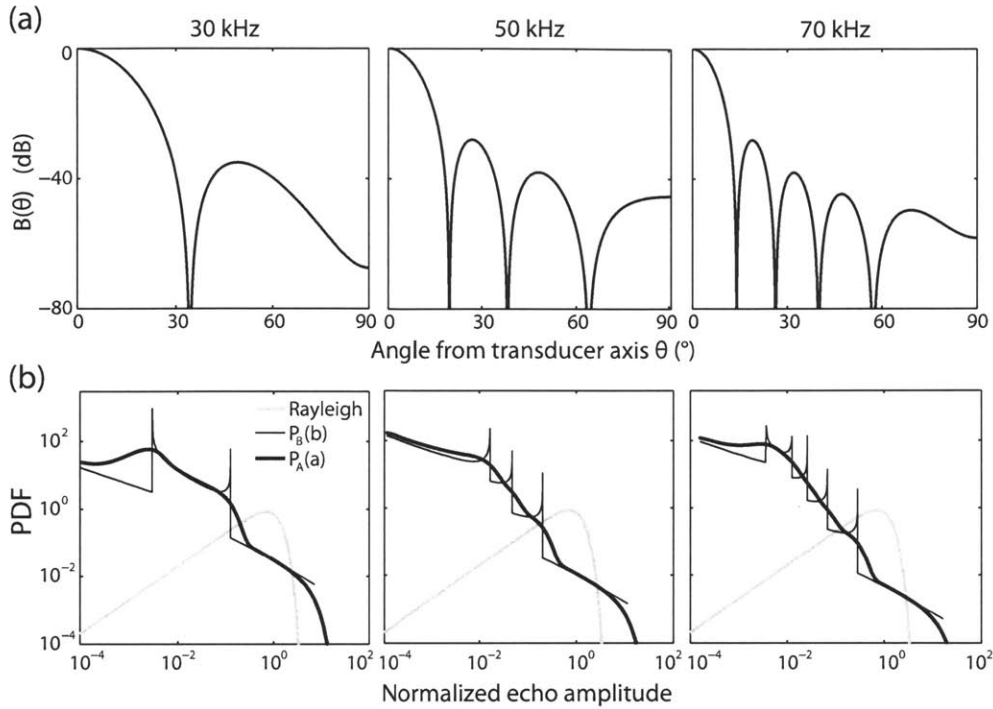 (a)
30 kHz
50 kHz
70 kHz
B(θ) (dB)
0
−40
−80
0 30 60 90
0 30 60 90
0 30 60 90
Angle from transducer axis θ (°)
(b)
Rayleigh
P_B(b)
P_A(a)
PDF
10^2
10^0
10^−2
10^−4
10^−4 10^−2 10^0 10^2
10^−4 10^−2 10^0 10^2
10^−4 10^−2 10^0 10^2
Normalized echo amplitude